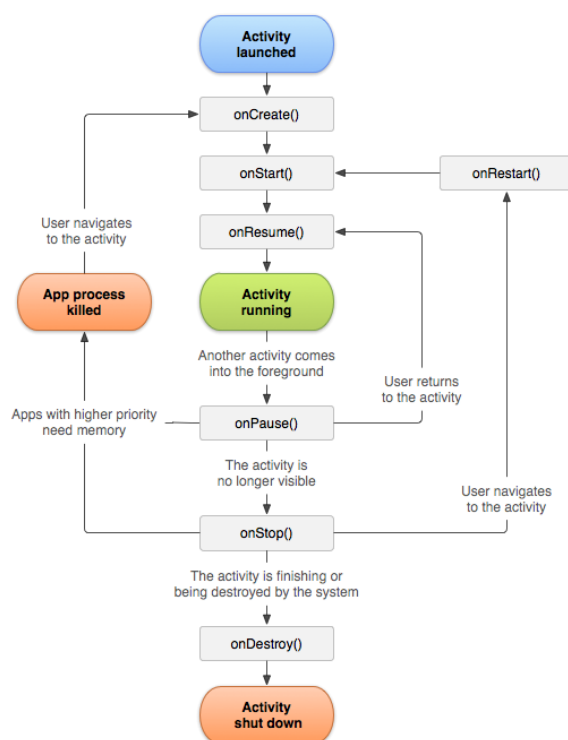 Activity
launched
onCreate()
onStart()
onRestart()
User navigates
to the activity
onResume()
App process
killed
Activity
running
Another activity comes
into the foreground
User returns
to the activity
Apps with higher priority
need memory
onPause()
The activity is
no longer visible
User navigates
to the activity
onStop()
The activity is finishing or
being destroyed by the system
onDestroy()
Activity
shut down